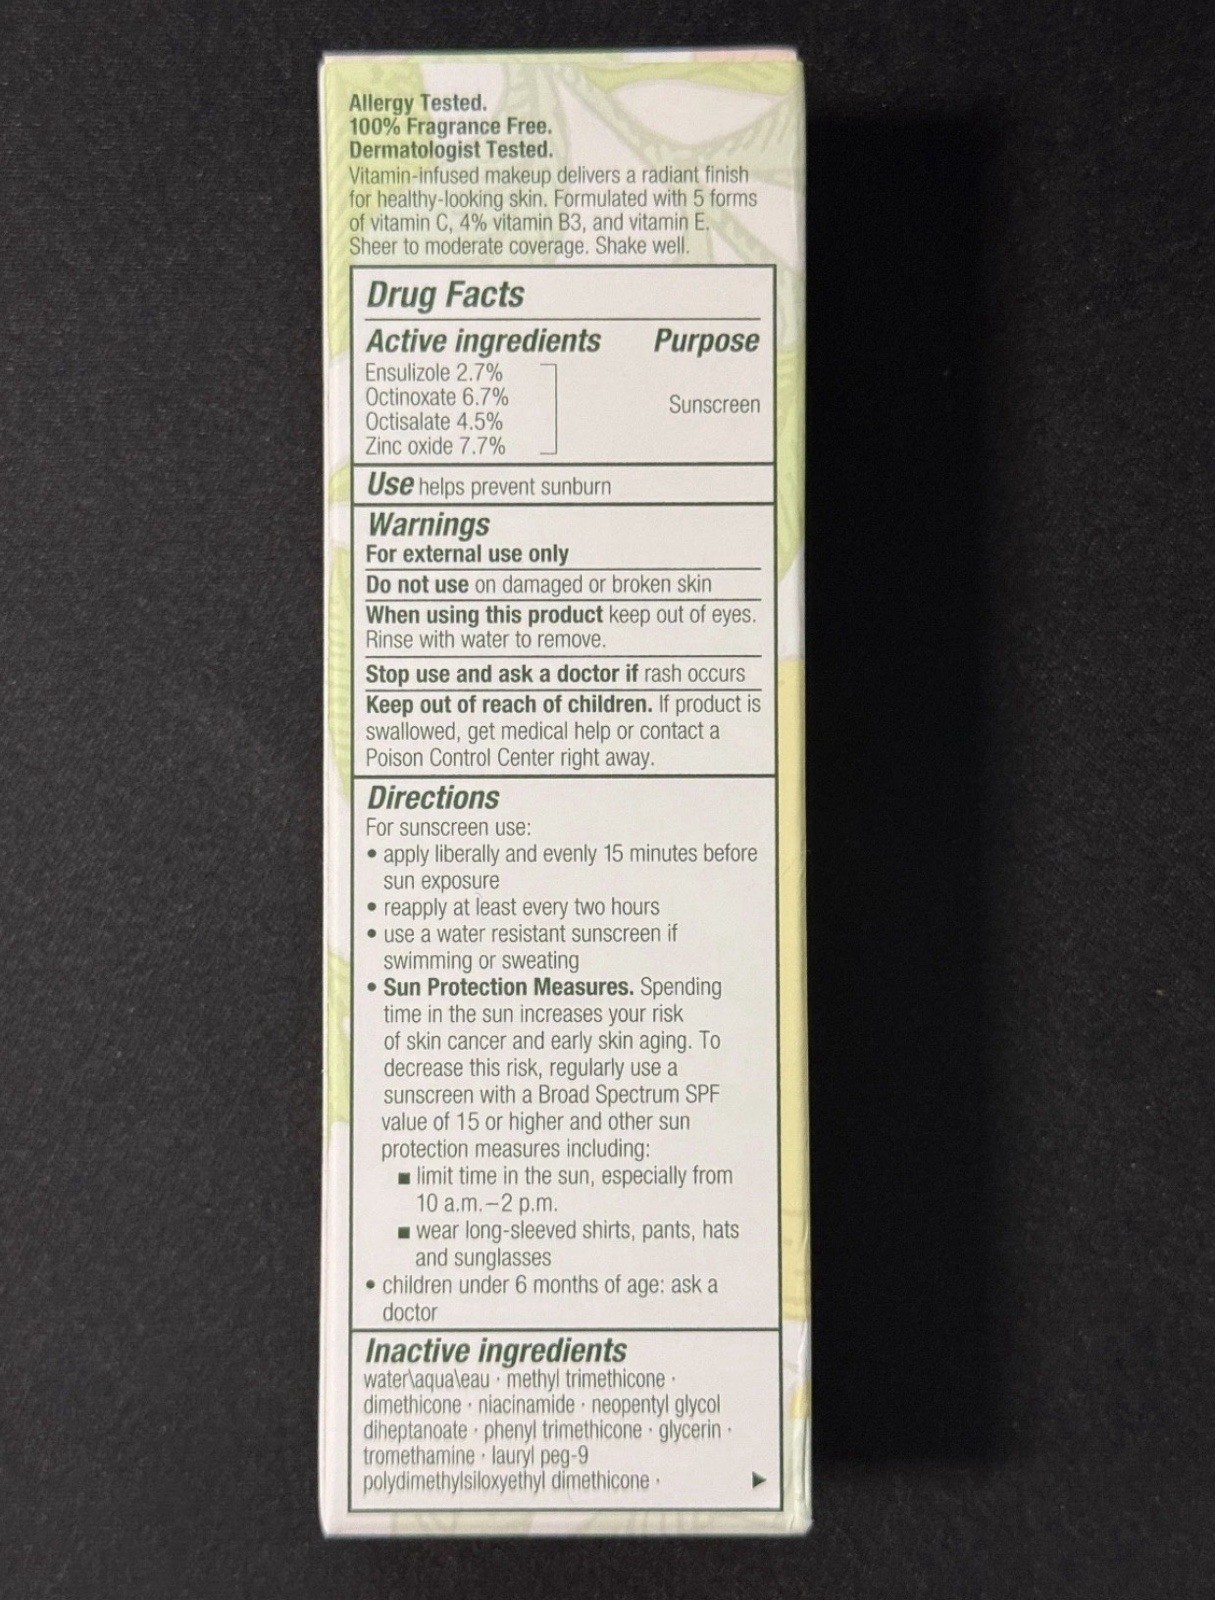 Allergy Tested.
100% Fragrance Free.
Dermatologist Tested.
Vitamin-infused makeup delivers a radiant finish
for healthy-looking skin. Formulated with 5 forms
of vitamin C, 4% vitamin B3, and vitamin E.
Sheer to moderate coverage. Shake well.
Drug Facts
Active ingredients Purpose
Ensulizole 2.7%
Octinoxate 6.7%
Sunscreen
Octisalate 4.5%
Zinc oxide 7.7%
Use helps prevent sunburn
Warnings
For external use only
Do not use on damaged or broken skin
When using this product keep out of eyes.
Rinse with water to remove.
Stop use and ask a doctor if rash occurs
Keep out of reach of children. If product is
swallowed, get medical help or contact a
Poison Control Center right away.
Directions
For sunscreen use:
• apply liberally and evenly 15 minutes before
sun exposure
• reapply at least every two hours
• use a water resistant sunscreen if
swimming or sweating
• Sun Protection Measures. Spending
time in the sun increases your risk
of skin cancer and early skin aging. To
decrease this risk, regularly use a
sunscreen with a Broad Spectrum SPF
value of 15 or higher and other sun
protection measures including:
■ limit time in the sun, especially from
10 a.m.–2 p.m.
■ wear long-sleeved shirts, pants, hats
and sunglasses
• children under 6 months of age: ask a
doctor
Inactive ingredients
water\aqua\eau · methyl trimethicone ·
dimethicone · niacinamide · neopentyl glycol
diheptanoate · phenyl trimethicone · glycerin ·
tromethamine · lauryl peg-9
polydimethylsiloxyethyl dimethicone ·